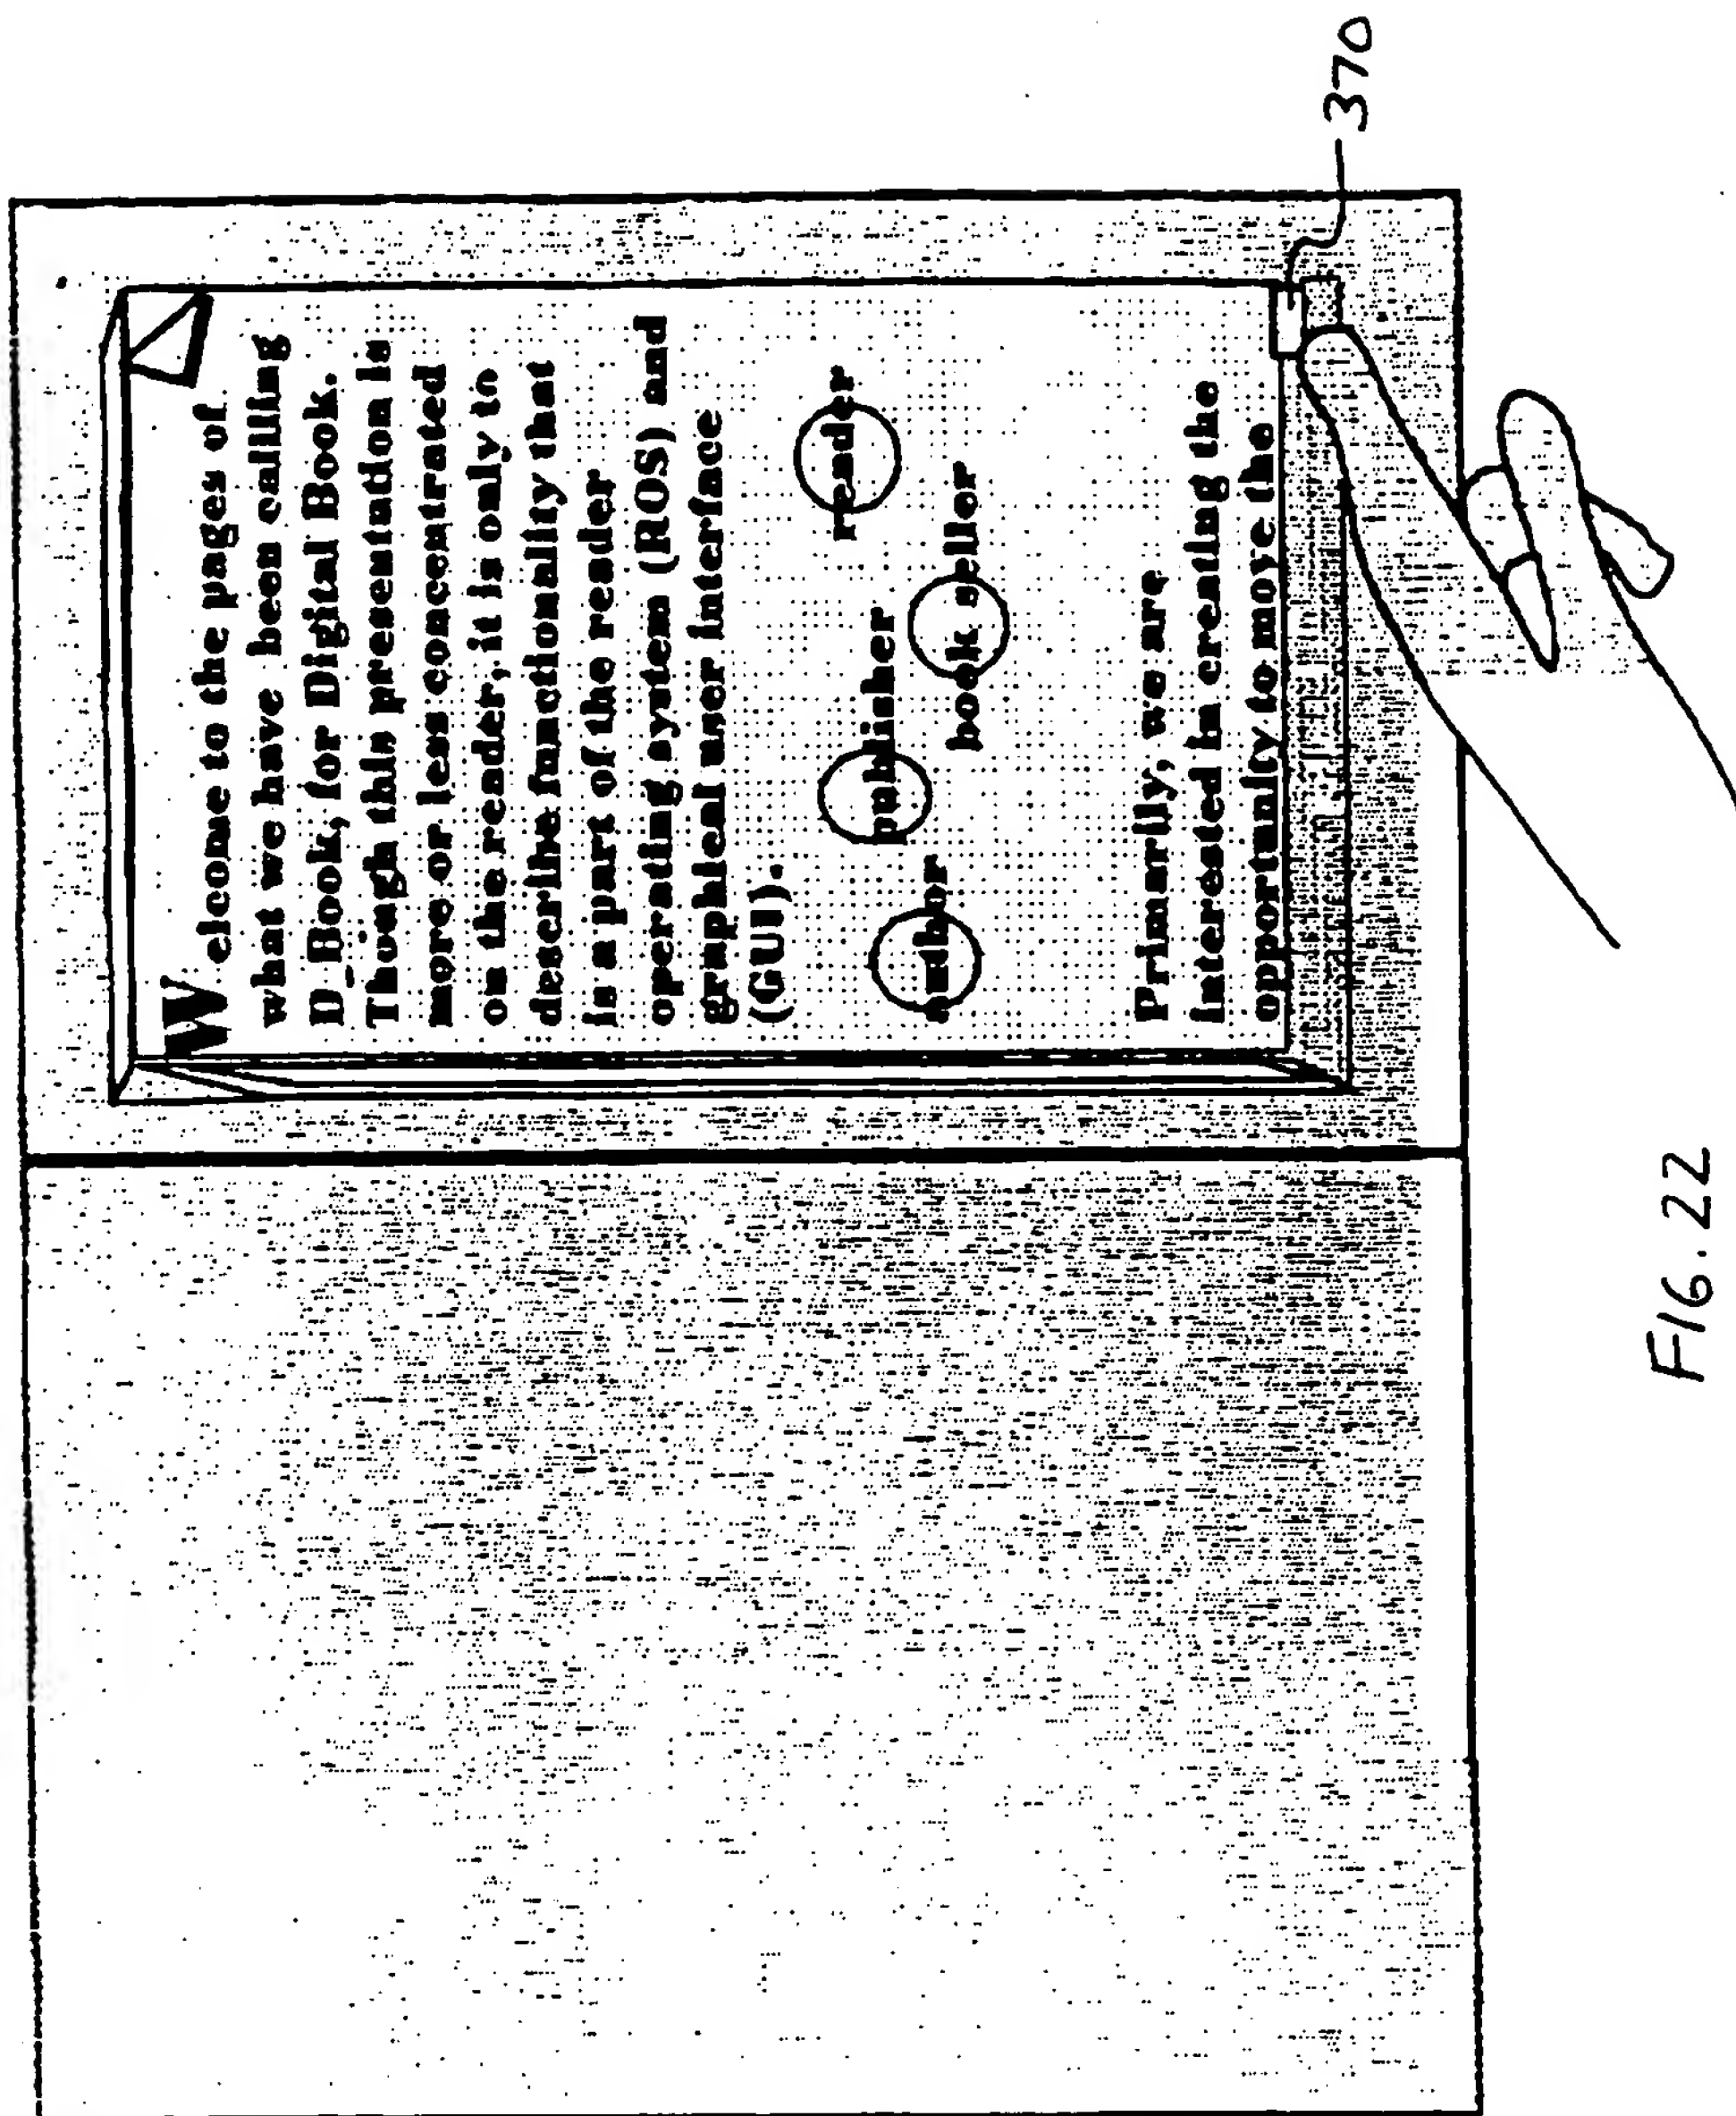 Welcome to the pages of
what we have been calling
D_Book, for Digital Book.
Though this presentation is
more or less concentrated
on the reader, it is only to
describe functionality that
is a part of the reader
operating system (ROS) and
graphical user interface
(GUI).
reader
publisher
author
book seller
Primarily, we are
interested in creating the
opportunity to move the
370
FIG. 22